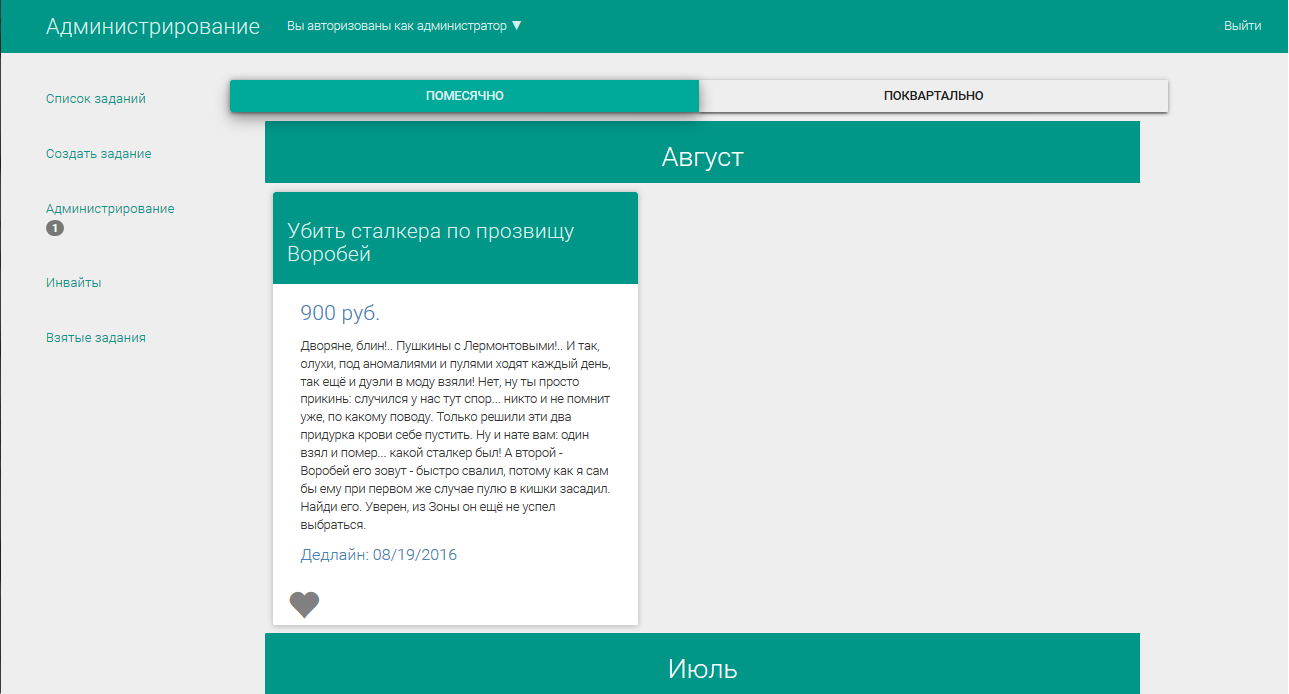 Администрирование
Вы авторизованы как администратор ▼
Выйти
Список заданий
Создать задание
Администрирование
1
Инвайты
Взятые задания
ПОМЕСЯЧНО
ПОКВАРТАЛЬНО
Август
Убить сталкера по прозвищу
Воробей
900 руб.
Дворяне, блин!.. Пушкины с Лермонтовыми!.. И так,
олухи, под аномалиями и пулями ходят каждый день,
так ещё и дуэли в моду взяли! Нет, ну ты просто
прикинь: случился у нас тут спор... никто и не помнит
уже, по какому поводу. Только решили эти два
придурка крови себе пустить. Ну и нате вам: один
взял и помер... какой сталкер был! А второй -
Воробей его зовут - быстро свалил, потому как я сам
бы ему при первом же случае пулю в кишки засадил.
Найди его. Уверен, из Зоны он ещё не успел
выбраться.
Дедлайн: 08/19/2016
Июль